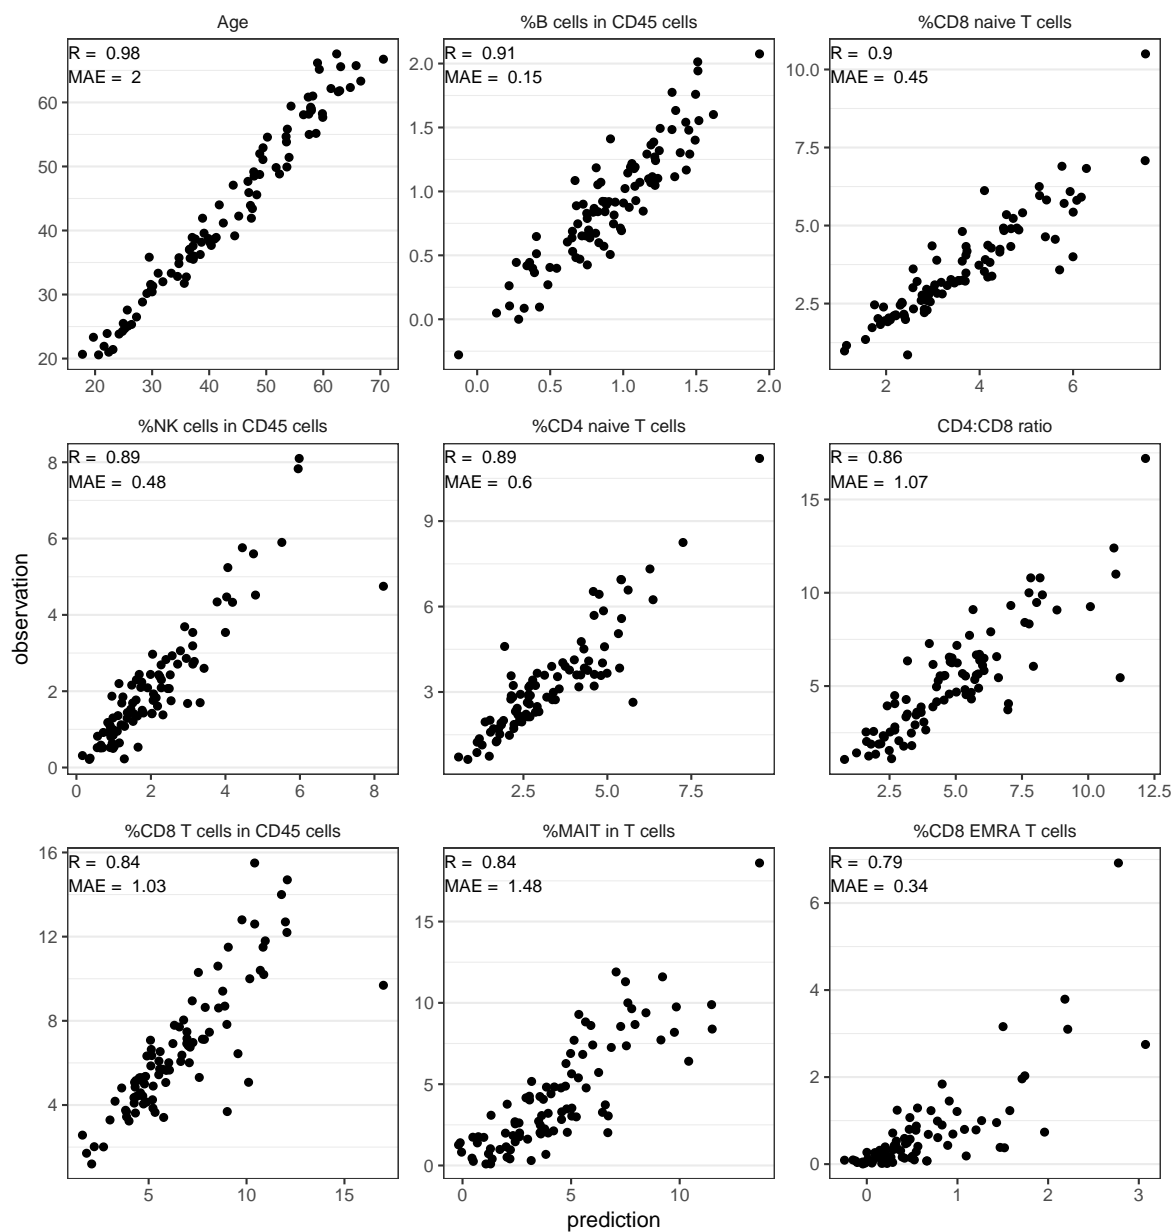 Age
%B cells in CD45 cells
%CD8 naive T cells
R = 0.98
MAE = 2
60
50
40
30
20
20 30 40 50 60 70
R = 0.91
MAE = 0.15
2.0
1.5
1.0
0.5
0.0
0.0 0.5 1.0 1.5 2.0
R = 0.9
MAE = 0.45
10.0
7.5
5.0
2.5
2 4 6
%NK cells in CD45 cells
%CD4 naive T cells
CD4:CD8 ratio
observation
R = 0.89
MAE = 0.48
8
6
4
2
0
0 2 4 6 8
R = 0.89
MAE = 0.6
9
6
3
2.5 5.0 7.5
R = 0.86
MAE = 1.07
15
10
5
2.5 5.0 7.5 10.0 12.5
%CD8 T cells in CD45 cells
%MAIT in T cells
%CD8 EMRA T cells
R = 0.84
MAE = 1.03
16
12
8
4
5 10 15
R = 0.84
MAE = 1.48
15
10
5
0
0 5 10
R = 0.79
MAE = 0.34
6
4
2
0
0 1 2 3
prediction